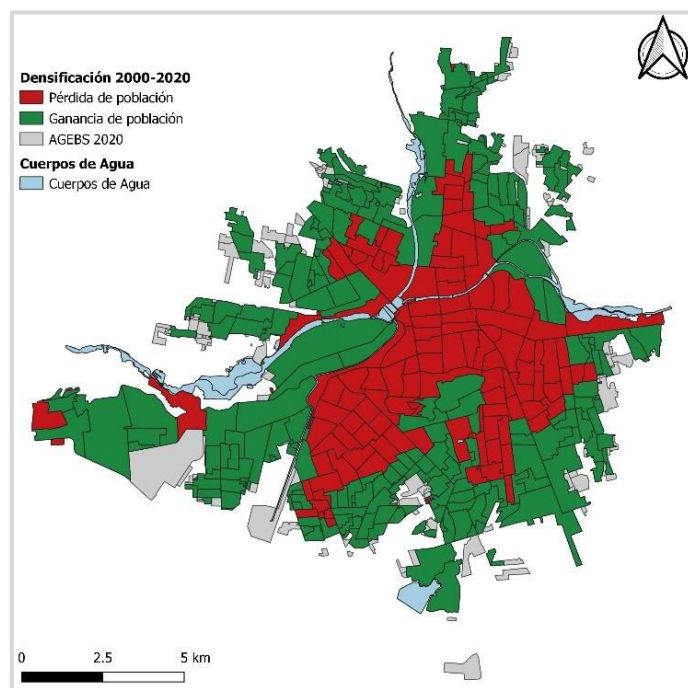 Densificación 2000-2020
Pérdida de población
Ganancia de población
AGEBS 2020
Cuerpos de Agua
Cuerpos de Agua
0 2.5 5 km